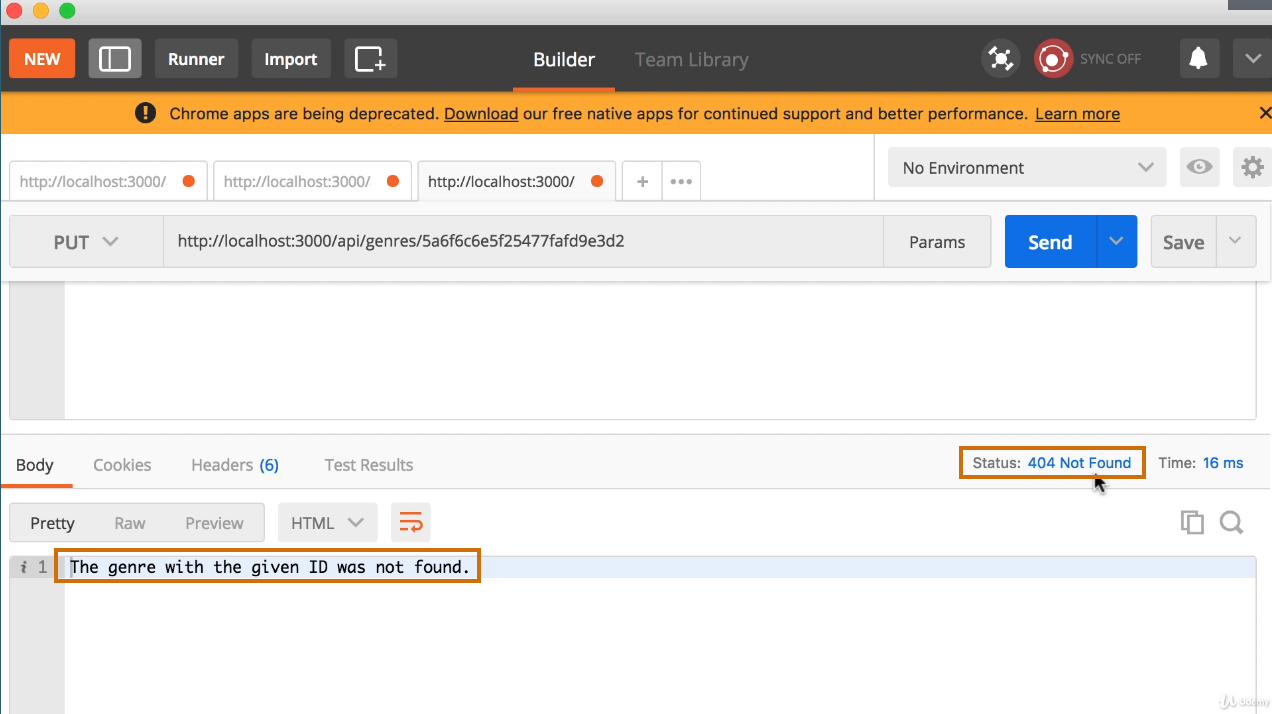 NEW Runner Import Builder Team Library SYNC OFF
Chrome apps are being deprecated. Download our free native apps for continued support and better performance. Learn more
http://localhost:3000/ http://localhost:3000/ http://localhost:3000/ No Environment
PUT http://localhost:3000/api/genres/5a6f6c6e5f25477fafd9e3d2 Params Send Save
Body Cookies Headers (6) Test Results Status: 404 Not Found Time: 16 ms
Pretty Raw Preview HTML
i 1 The genre with the given ID was not found.
Udemy